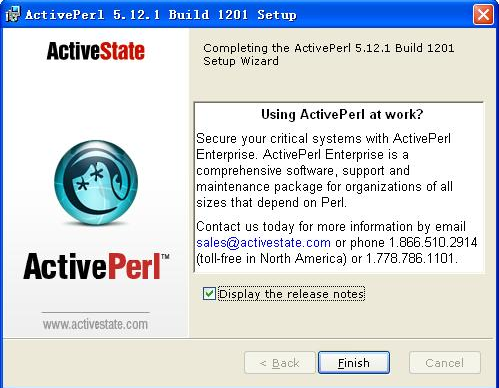 ActivePerl 5.12.1 Build 1201 Setup
ActiveState
Completing the ActivePerl 5.12.1 Build 1201
Setup Wizard
Using ActivePerl at work?
Secure your critical systems with ActivePerl
Enterprise. ActivePerl Enterprise is a
comprehensive software, support and
maintenance package for organizations of all
sizes that depend on Perl.
Contact us today for more information by email
sales@activestate.com or phone 1.866.510.2914
(toll-free in North America) or 1.778.786.1101.
ActivePerl™
Display the release notes
www.activestate.com
< Back
Finish
Cancel